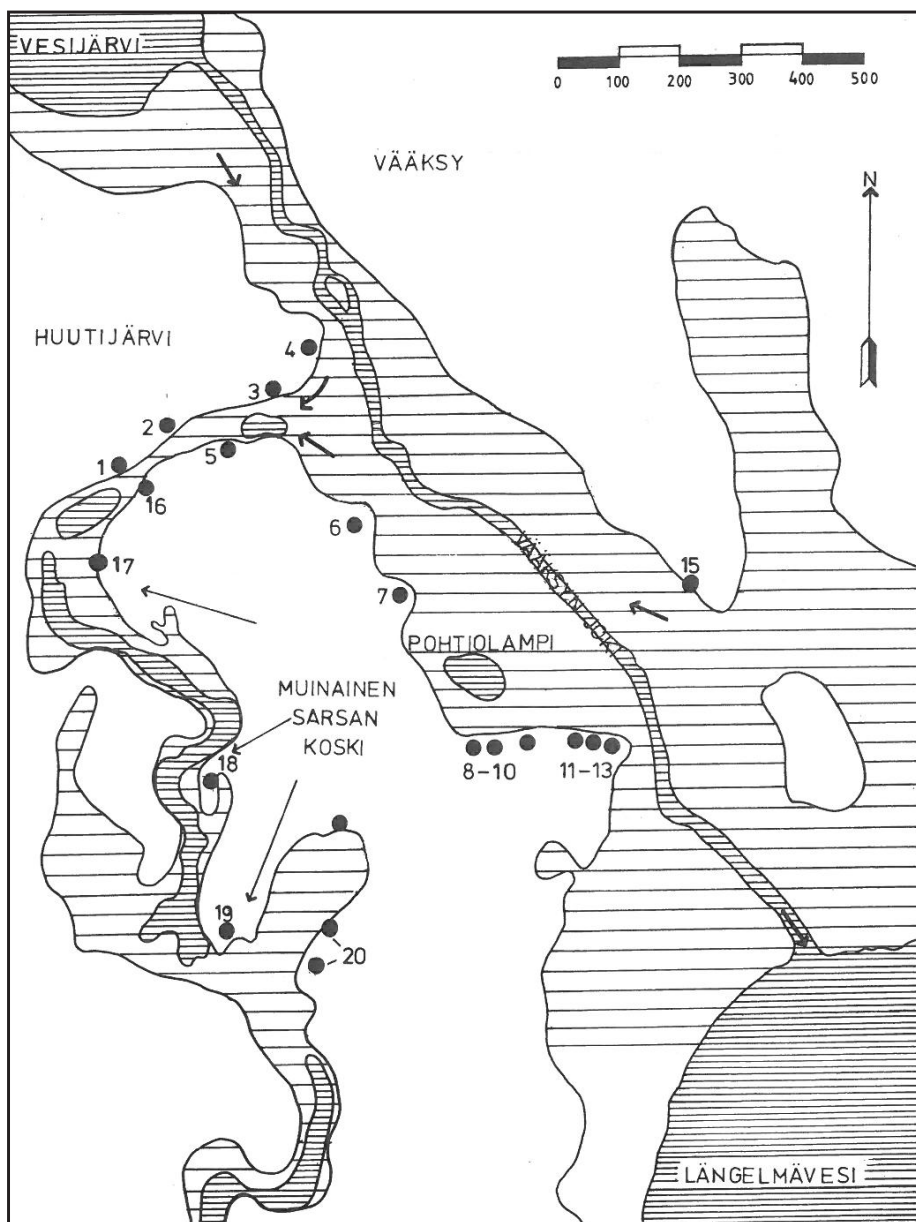 VESIJÄRVI
0 100 200 300 400 500
VÄÄKSY
N
HUUTIJÄRVI
4
3
2
5
1
16
6
17
15
7
VÄÄKSYN JOKI
POHTIOLAMPI
MUINAINEN
SARSAN
KOSKI
18
8-10
11-13
19
20
LÄNGELMÄVESI